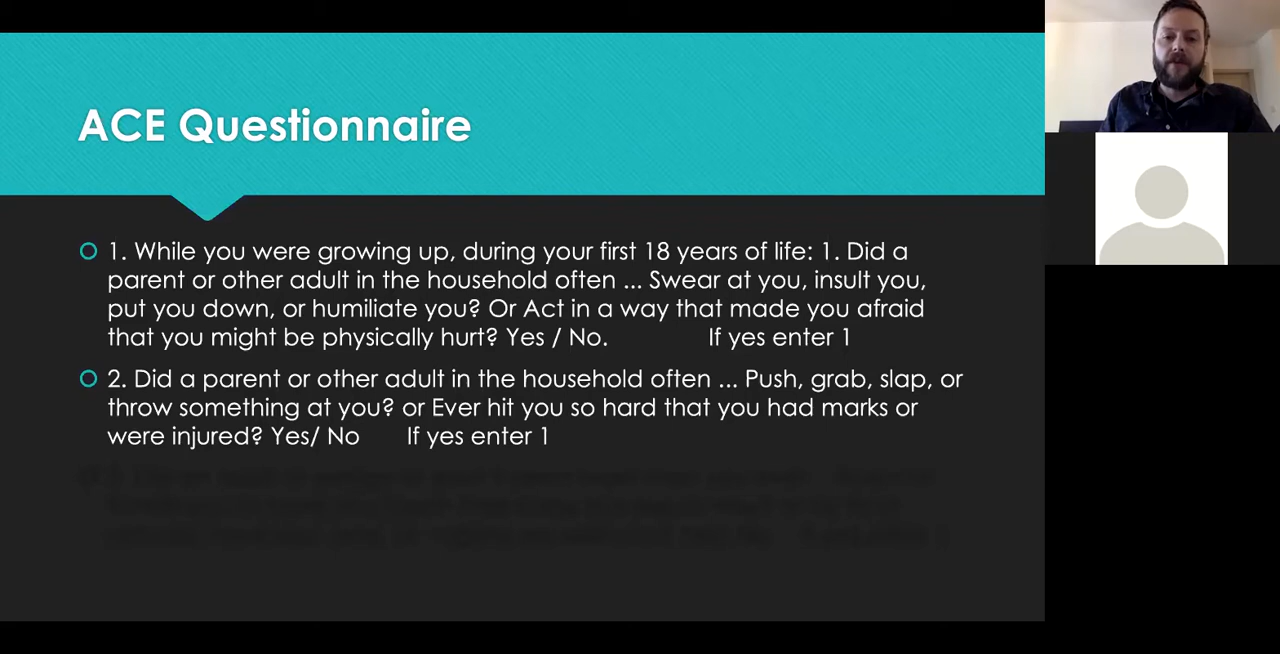 ACE Questionnaire
1. While you were growing up, during your first 18 years of life: 1. Did a
parent or other adult in the household often ... Swear at you, insult you,
put you down, or humiliate you? Or Act in a way that made you afraid
that you might be physically hurt? Yes / No. If yes enter 1
2. Did a parent or other adult in the household often ... Push, grab, slap, or
throw something at you? or Ever hit you so hard that you had marks or
were injured? Yes/ No If yes enter 1